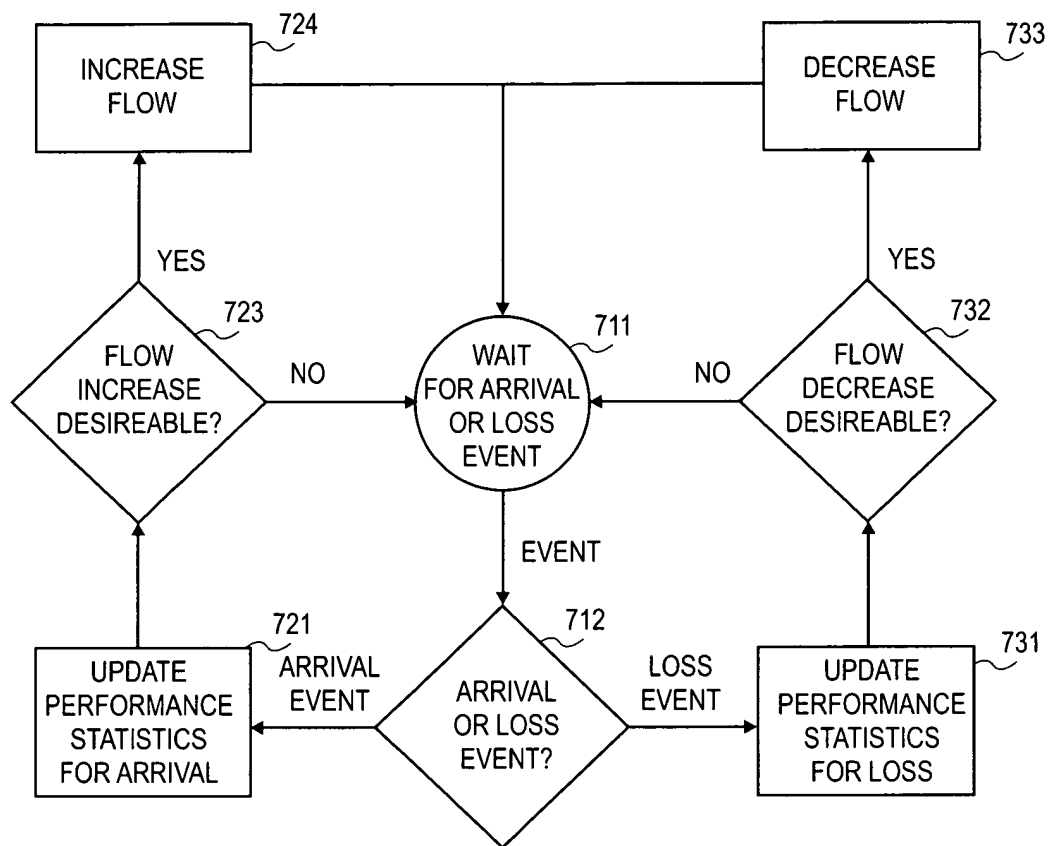 724
INCREASE
FLOW
733
DECREASE
FLOW
YES
YES
723
FLOW
INCREASE
DESIREABLE?
NO
711
WAIT
FOR ARRIVAL
OR LOSS
EVENT
NO
732
FLOW
DECREASE
DESIREABLE?
EVENT
721
UPDATE
PERFORMANCE
STATISTICS
FOR ARRIVAL
ARRIVAL
EVENT
712
ARRIVAL
OR LOSS
EVENT?
LOSS
EVENT
731
UPDATE
PERFORMANCE
STATISTICS
FOR LOSS